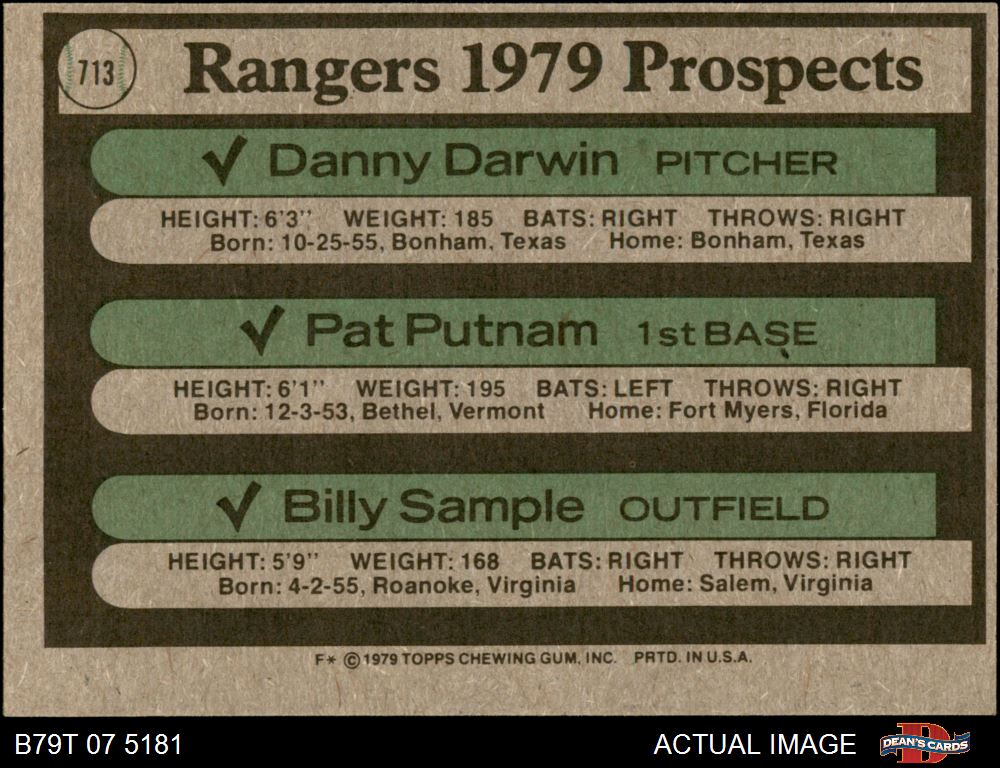 713
Rangers 1979 Prospects
✓ Danny Darwin PITCHER
HEIGHT: 6'3'' WEIGHT: 185 BATS: RIGHT THROWS: RIGHT
Born: 10-25-55, Bonham, Texas Home: Bonham, Texas
✓ Pat Putnam 1st BASE
HEIGHT: 6'1'' WEIGHT: 195 BATS: LEFT THROWS: RIGHT
Born: 12-3-53, Bethel, Vermont Home: Fort Myers, Florida
✓ Billy Sample OUTFIELD
HEIGHT: 5'9'' WEIGHT: 168 BATS: RIGHT THROWS: RIGHT
Born: 4-2-55, Roanoke, Virginia Home: Salem, Virginia
F* © 1979 TOPPS CHEWING GUM, INC. PRTD. IN U.S.A.
B79T 07 5181 ACTUAL IMAGE D DEAN'S CARDS